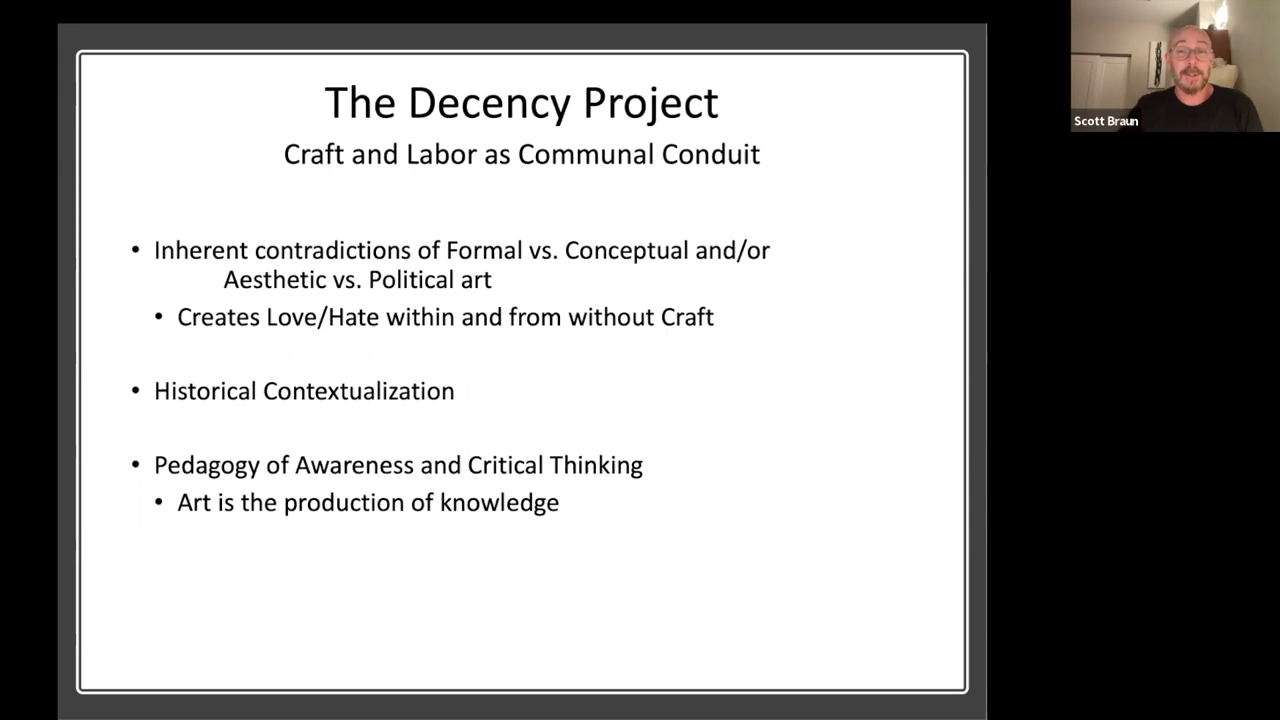 The Decency Project
Craft and Labor as Communal Conduit
• Inherent contradictions of Formal vs. Conceptual and/or
Aesthetic vs. Political art
• Creates Love/Hate within and from without Craft
• Historical Contextualization
• Pedagogy of Awareness and Critical Thinking
• Art is the production of knowledge
Scott Braun